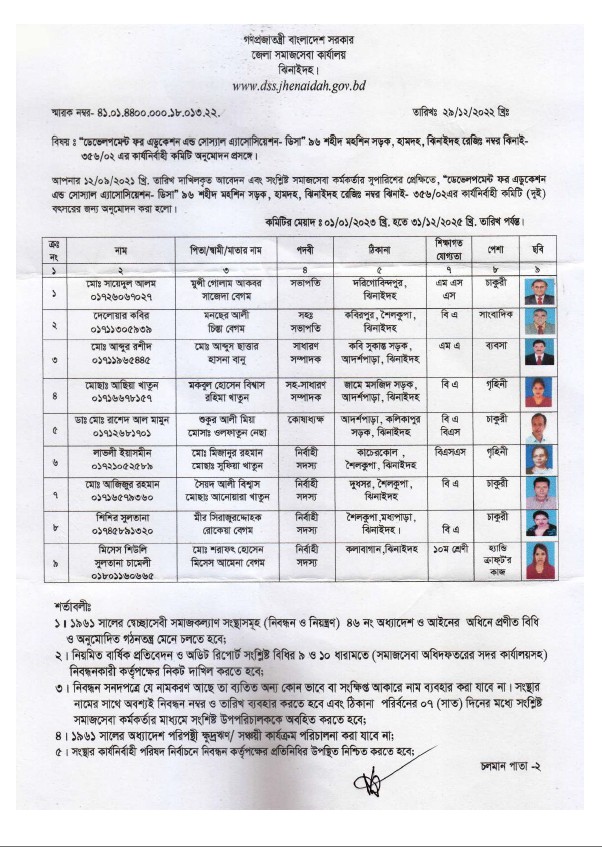 গণপ্রজাতন্ত্রী বাংলাদেশ সরকার
জেলা সমাজসেবা কার্যালয়
ঝিনাইদহ।
www.dss.jhenaidah.gov.bd
স্মারক নম্বর- ৪১.০১.৪৪০০.০০০.১৮.০১৩.২২. তারিখঃ ২৯/১২/২০২২ খ্রিঃ
বিষয় ঃ "ডেভেলপমেন্ট ফর এডুকেশন এন্ড সোস্যাল এ্যাসোসিয়েশন- ডিসা" ৯৬ শহীদ মহশিন সড়ক, হামদহ, ঝিনাইদহ রেজিঃ নম্বর ঝিনাই-
৩৫৬/০২ এর কার্যনির্বাহী কমিটি অনুমোদন প্রসঙ্গে।
আপনার ১২/০৯/২০২১ খ্রি. তারিখ দাখিলকৃত আবেদন এবং সংশ্লিষ্ট সমাজসেবা কর্মকর্তার সুপারিশের প্রেক্ষিতে, "ডেভেলপমেন্ট ফর এডুকেশন
এন্ড সোস্যাল এ্যাসোসিয়েশন- ডিসা" ৯৬ শহীদ মহশিন সড়ক, হামদহ, ঝিনাইদহ রেজিঃ নম্বর ঝিনাই- ৩৫৬/০২এর কার্যনির্বাহী কমিটি (দুই)
বৎসরের জন্য অনুমোদন করা হলো।
কমিটির মেয়াদ ঃ ০১/০১/২০২৩ খ্রি. হতে ৩১/১২/২০২৫ খ্রি. তারিখ পর্যন্ত।
ক্রঃ নং নাম পিতা/স্বামী/মাতার নাম পদবী ঠিকানা শিক্ষাগত যোগ্যতা পেশা ছবি
১ ২ ৩ ৪ ৫ ৭ ৮ ৯
১ মোঃ সায়েদুল আলম মুন্সী গোলাম আকবর সভাপতি দরিগোবিন্দপুর, এম এস চাকুরী
০১৭২৬০৬৭০২৭ সাজেদা বেগম ঝিনাইদহ এস
২ দেলোয়ার কবির মনছের আলী সহঃ কবিরপুর, শৈলকুপা, বি এ সাংবাদিক
০১৭১১৩০৫৯৩৯ চিন্তা বেগম সভাপতি ঝিনাইদহ
৩ মোঃ আব্দুর রশীদ মোঃ আব্দুস ছাত্তার সাধারণ কবি সুকান্ত সড়ক, এম এ ব্যবসা
০১৭১১৯৬৫৪৪৫ হাসনা বানু সম্পাদক আদর্শপাড়া, ঝিনাইদহ
৪ মোছাঃ আছিয়া খাতুন মকবুল হোসেন বিশ্বাস সহ-সাধারণ জামে মসজিদ সড়ক, বি এ গৃহিনী
০১৭১৬৬৭৮১৫৭ রহিমা খাতুন সম্পাদক আদর্শপাড়া, ঝিনাইদহ
৫ ডাঃ মোঃ রাশেদ আল মামুন শুকুর আলী মিয়া কোষাধ্যক্ষ আদর্শপাড়া, কলিকাপুর বি এ চাকুরী
০১৭১২৬৮১৭০১ মোসাঃ ওলফাতুন নেছা সড়ক, ঝিনাইদহ বিএস
৬ লাভলী ইয়াসমীন মোঃ মিজানুর রহমান নির্বাহী কাচেরকোল , বিএসএস গৃহিনী
০১৭২১০৫২৫৮৯ মোছাঃ সুফিয়া খাতুন সদস্য শৈলকুপা, ঝিনাইদহ
৭ মোঃ আজিজুর রহমান সৈয়দ আলী বিশ্বাস নির্বাহী দুধসর, শৈলকুপা, বি এ চাকুরী
০১৭১৬৫৭৯৩৬০ মোছাঃ আনোয়ারা খাতুন সদস্য ঝিনাইদহ
৮ শিশির সুলতানা মীর সিরাজুরদ্দোহক নির্বাহী শৈলকুপা,মধ্যপাড়া, চাকুরী
০১৭৪৫৮৯১৩২০ রোকেয়া বেগম সদস্য ঝিনাইদহ। বি এ
৯ মিসেস শিউলি মোঃ শরাফৎ হোসেন নির্বাহী কলাবাগান,ঝিনাইদহ ১০ম শ্রেণী হ্যান্ডি
সুলতানা চামেলী মিসেস আমেনা বেগম সদস্য ক্রাফ্ট'র
০১৮০১১৬০৬৬৫ কাজ
শর্তাবলীঃ
১। ১৯৬১ সালের স্বেচ্ছাসেবী সমাজকল্যাণ সংস্থাসমূহ (নিবন্ধন ও নিয়ন্ত্রণ) ৪৬ নং অধ্যাদেশ ও আইনের অধিনে প্রণীত বিধি
ও অনুমোদিত গঠনতন্ত্র মেনে চলতে হবে;
২। নিয়মিত বার্ষিক প্রতিবেদন ও অডিট রিপোর্ট সংশ্লিষ্ট বিধির ৯ ও ১০ ধারামতে (সমাজসেবা অধিদফতরের সদর কার্যালয়সহ)
নিবন্ধনকারী কর্তৃপক্ষের নিকট দাখিল করতে হবে;
৩। নিবন্ধন সনদপত্রে যে নামকরণ আছে তা ব্যতিত অন্য কোন ভাবে বা সংক্ষিপ্ত আকারে নাম ব্যবহার করা যাবে না। সংস্থার
নামের সাথে অবশ্যই নিবন্ধন নম্বর ও তারিখ ব্যবহার করতে হবে এবং ঠিকানা পরিবর্নের ০৭ (সাত) দিনের মধ্যে সংশ্লিষ্ট
সমাজসেবা কর্মকর্তার মাধ্যমে সংশিষ্ট উপপরিচালককে অবহিত করতে হবে;
৪। ১৯৬১ সালের অধ্যাদেশ পরিপন্থী ক্ষুদ্রঋণ/ সঞ্চয়ী কার্যক্রম পরিচালনা করা যাবে না;
৫। সংস্থার কার্যনির্বাহী পরিষদ নির্বাচনে নিবন্ধন কর্তৃপক্ষের প্রতিনিধির উপস্থিত নিশ্চিত করতে হবে;
চলমান পাতা -২